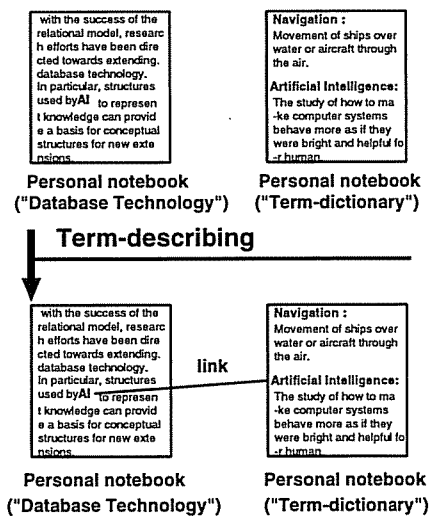 with the success of the
relational model, researc
h efforts have been dire
cted towards extending.
database technology.
In particular, structures
used byAI to represen
t knowledge can provid
e a basis for conceptual
structures for new exte
nsions.
Personal notebook
("Database Technology")
Navigation :
Movement of ships over
water or aircraft through
the air.
Artificial Intelligence:
The study of how to ma
-ke computer systems
behave more as if they
were bright and helpful fo
-r human
Personal notebook
("Term-dictionary")
Term-describing
with the success of the
relational model, researc
h efforts have been dire
cted towards extending.
database technology.
In particular, structures
used byAI to represen
t knowledge can provid
e a basis for conceptual
structures for new exte
nsions.
Personal notebook
("Database Technology")
link
Navigation :
Movement of ships over
water or aircraft through
the air.
Artificial Intelligence:
The study of how to ma
-ke computer systems
behave more as if they
were bright and helpful fo
-r human
Personal notebook
("Term-dictionary")